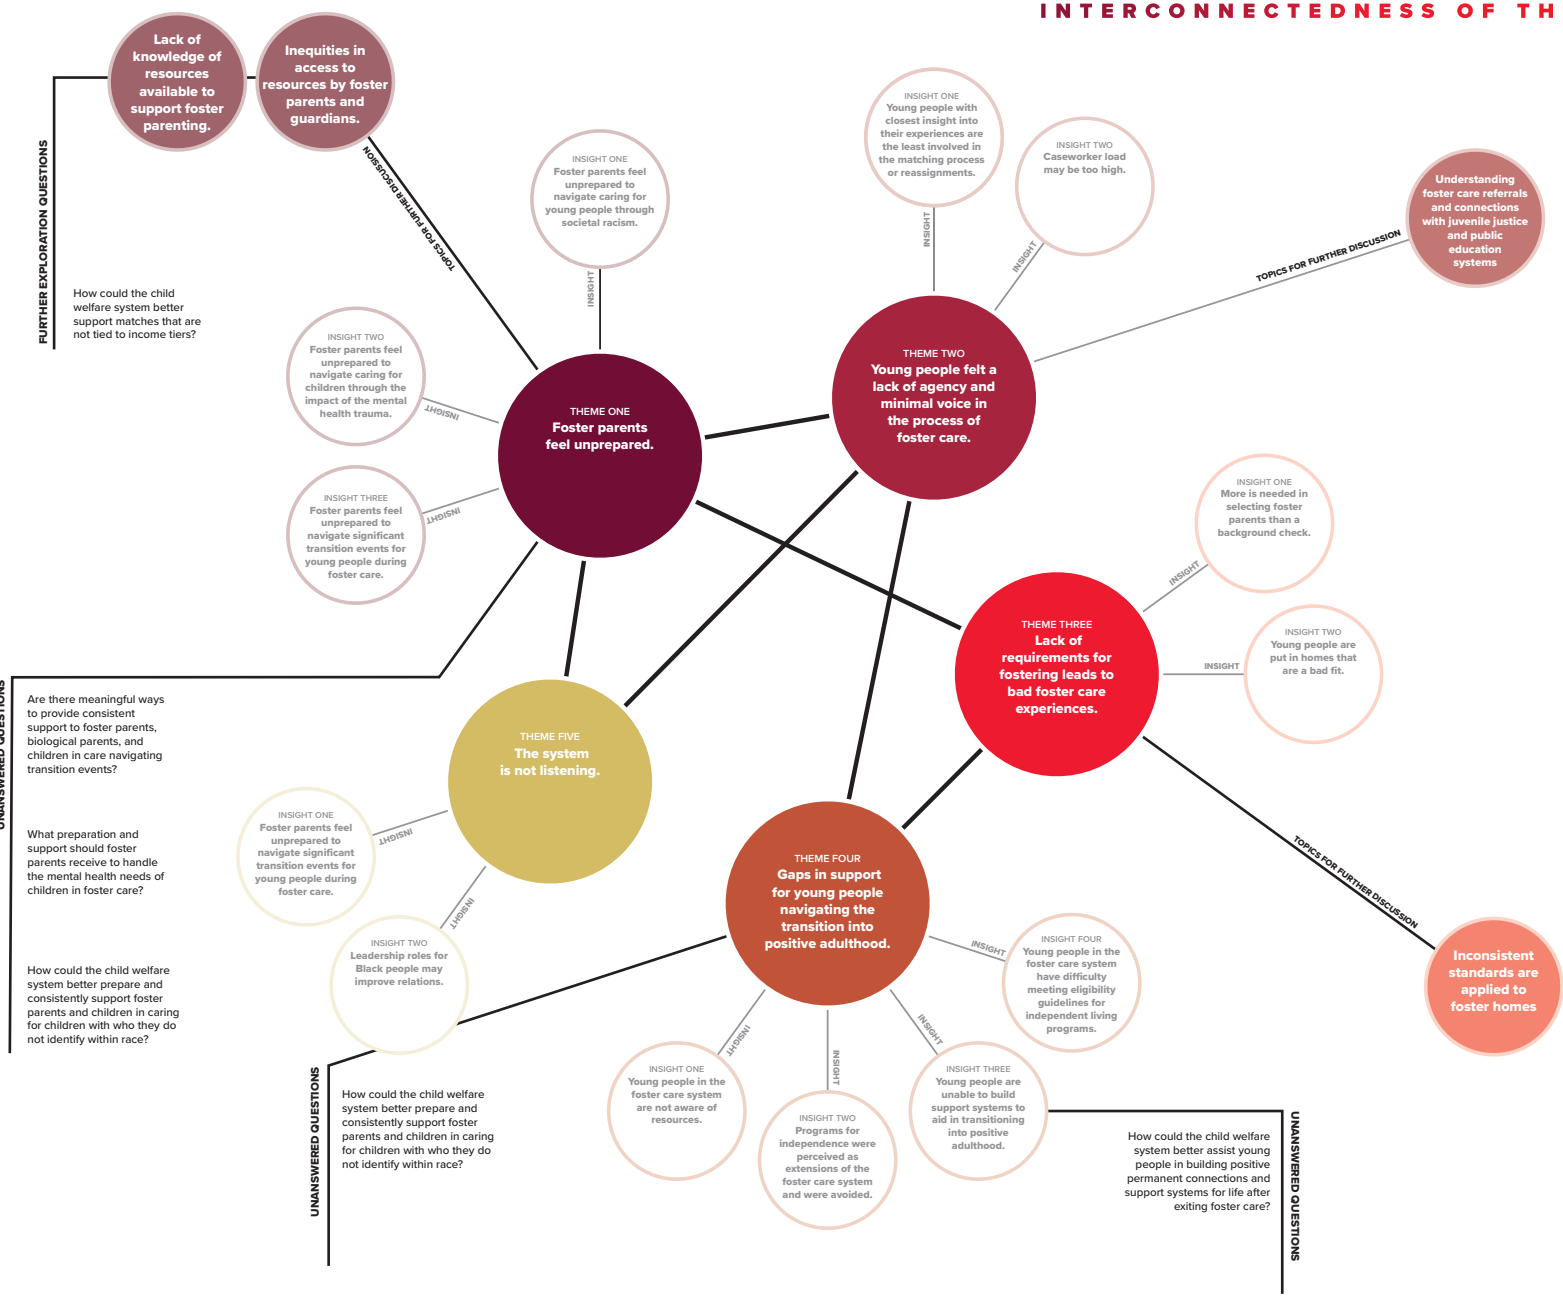 INTERCONNECTEDNESS OF TH
Lack of
knowledge of
resources
available to
support foster
parenting.
Inequities in
access to
resources by foster
parents and
guardians.
FURTHER EXPLORATION QUESTIONS
How could the child
welfare system better
support matches that are
not tied to income tiers?
TOPICS FOR FURTHER DISCUSSION
INSIGHT ONE
Foster parents feel
unprepared to
navigate caring for
young people through
societal racism.
INSIGHT
INSIGHT TWO
Foster parents feel
unprepared to
navigate caring for
children through the
impact of the mental
health trauma.
INSIGHT
INSIGHT THREE
Foster parents feel
unprepared to
navigate significant
transition events for
young people during
foster care.
INSIGHT
THEME ONE
Foster parents
feel unprepared.
INSIGHT ONE
Young people with
closest insight into
their experiences are
the least involved in
the matching process
or reassignments.
INSIGHT
INSIGHT TWO
Caseworker load
may be too high.
INSIGHT
THEME TWO
Young people felt a
lack of agency and
minimal voice in
the process of
foster care.
TOPICS FOR FURTHER DISCUSSION
Understanding
foster care referrals
and connections
with juvenile justice
and public
education
systems
INSIGHT ONE
More is needed in
selecting foster
parents than a
background check.
INSIGHT
INSIGHT TWO
Young people are
put in homes that
are a bad fit.
INSIGHT
THEME THREE
Lack of
requirements for
fostering leads to
bad foster care
experiences.
TOPICS FOR FURTHER DISCUSSION
Inconsistent
standards are
applied to
foster homes
UNANSWERED QUESTIONS
Are there meaningful ways
to provide consistent
support to foster parents,
biological parents, and
children in care navigating
transition events?
What preparation and
support should foster
parents receive to handle
the mental health needs of
children in foster care?
How could the child welfare
system better prepare and
consistently support foster
parents and children in caring
for children with who they do
not identify within race?
THEME FIVE
The system
is not listening.
INSIGHT ONE
Foster parents feel
unprepared to
navigate significant
transition events for
young people during
foster care.
INSIGHT
INSIGHT TWO
Leadership roles for
Black people may
improve relations.
INSIGHT
THEME FOUR
Gaps in support
for young people
navigating the
transition into
positive adulthood.
INSIGHT
INSIGHT FOUR
Young people in the
foster care system
have difficulty
meeting eligibility
guidelines for
independent living
programs.
INSIGHT
INSIGHT ONE
Young people in the
foster care system
are not aware of
resources.
INSIGHT
INSIGHT TWO
Programs for
independence were
perceived as
extensions of the
foster care system
and were avoided.
INSIGHT
INSIGHT THREE
Young people are
unable to build
support systems to
aid in transitioning
into positive
adulthood.
UNANSWERED QUESTIONS
How could the child welfare
system better prepare and
consistently support foster
parents and children in caring
for children with who they do
not identify within race?
How could the child welfare
system better assist young
people in building positive
permanent connections and
support systems for life after
exiting foster care?
UNANSWERED QUESTIONS